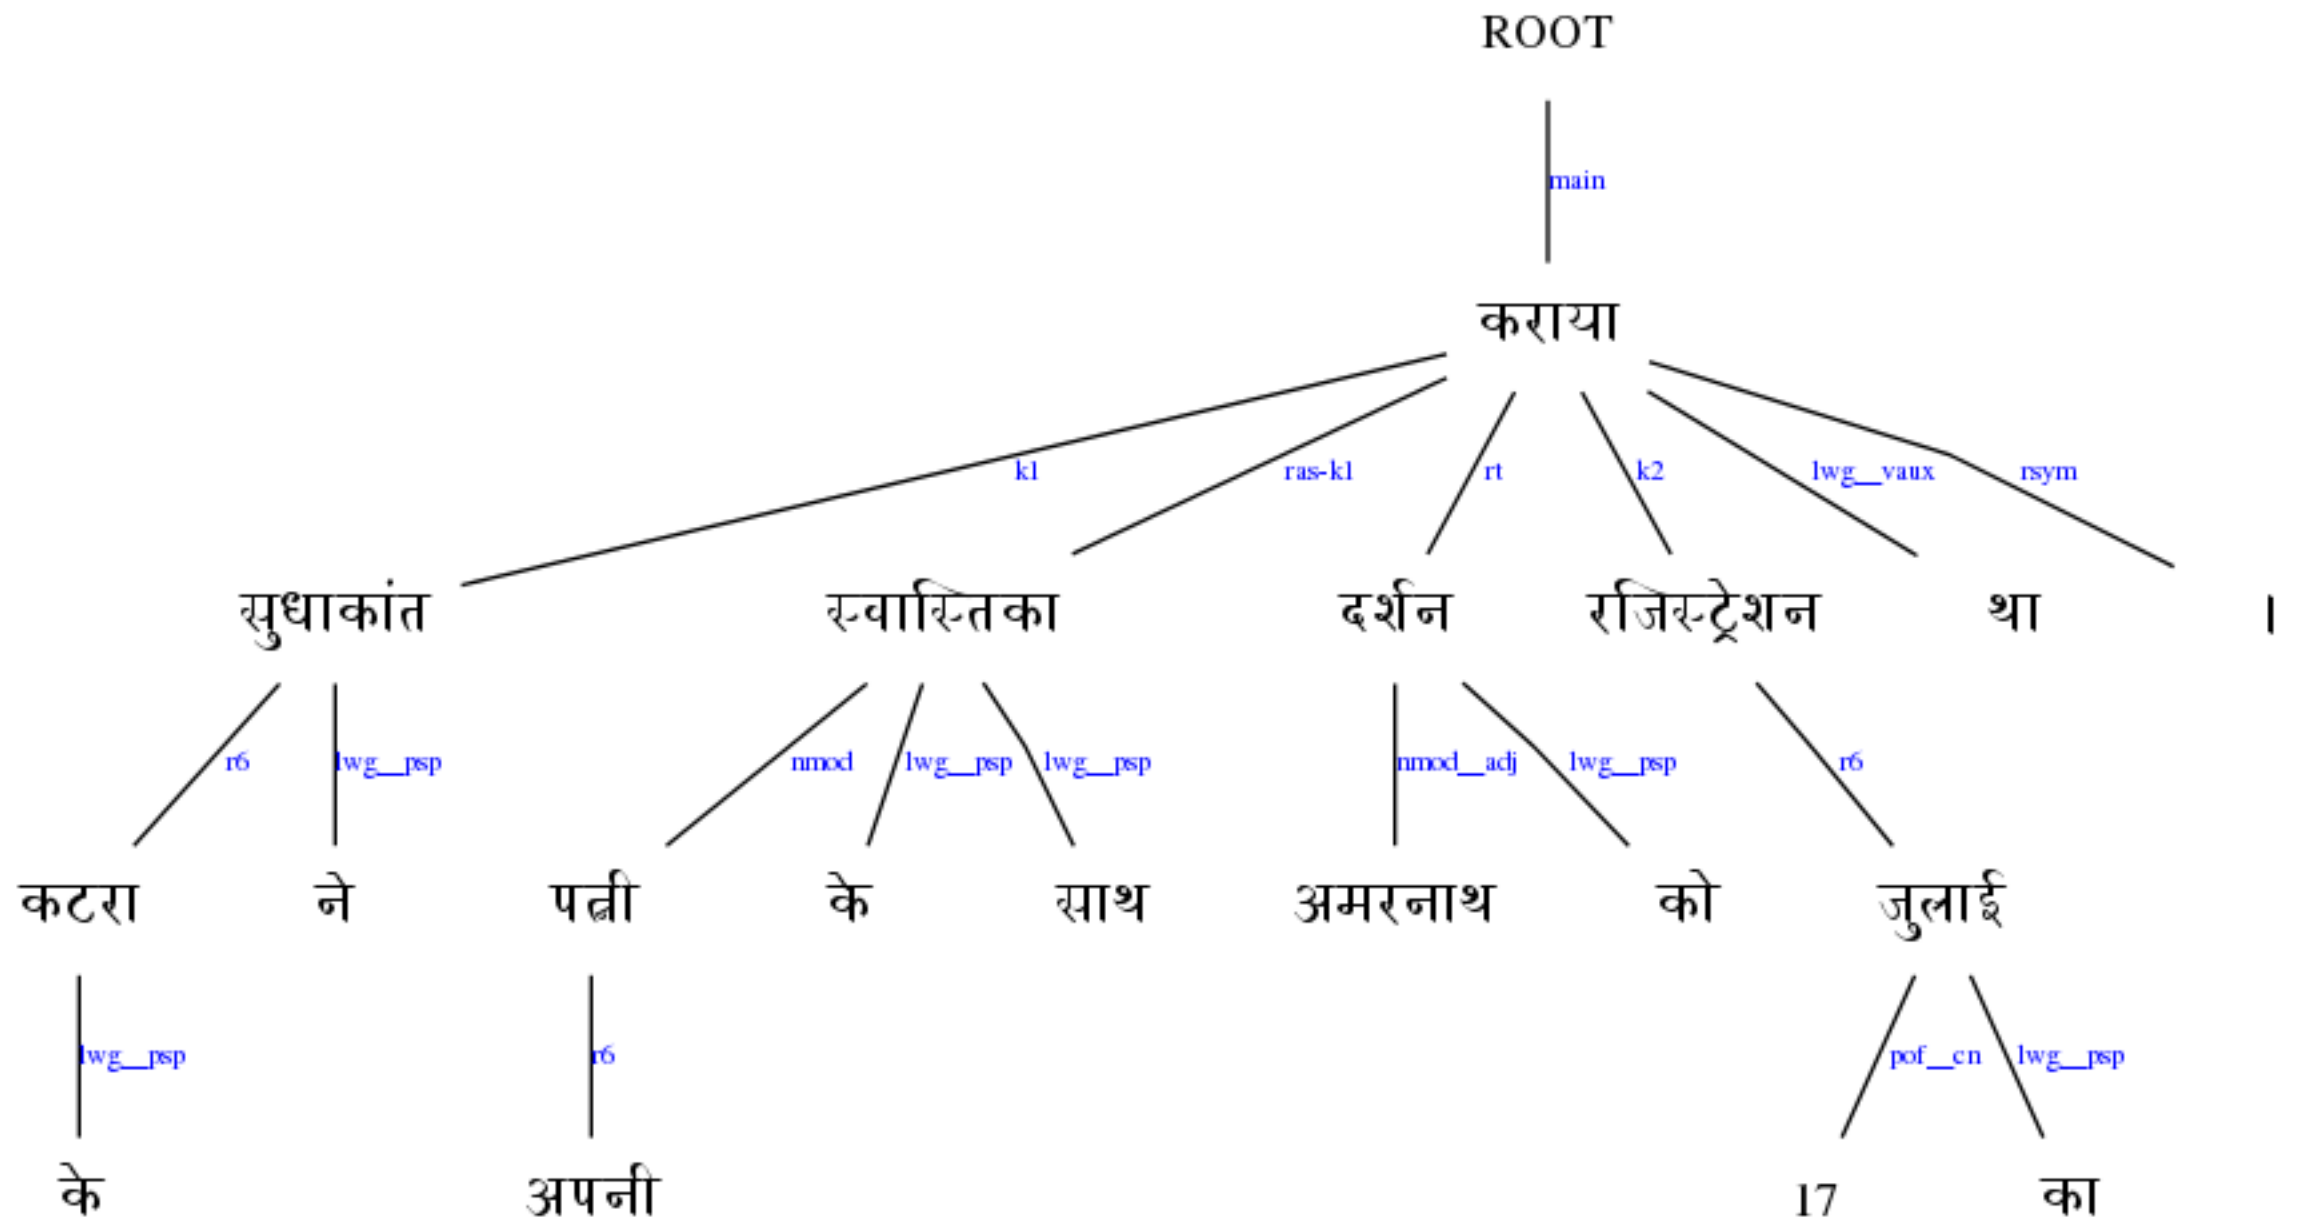 ROOT
main
कराया
k1 ras-k1 rt k2 lwg__vaux rsym
सुधाकांत स्वास्तिका दर्शन रजिस्ट्रेशन था ।
r6 lwg__psp nmod lwg__psp lwg__psp nmod__adj lwg__psp r6
कटरा ने पत्नी के साथ अमरनाथ को जुलाई
lwg__psp r6 pof__cn lwg__psp
के अपनी 17 का